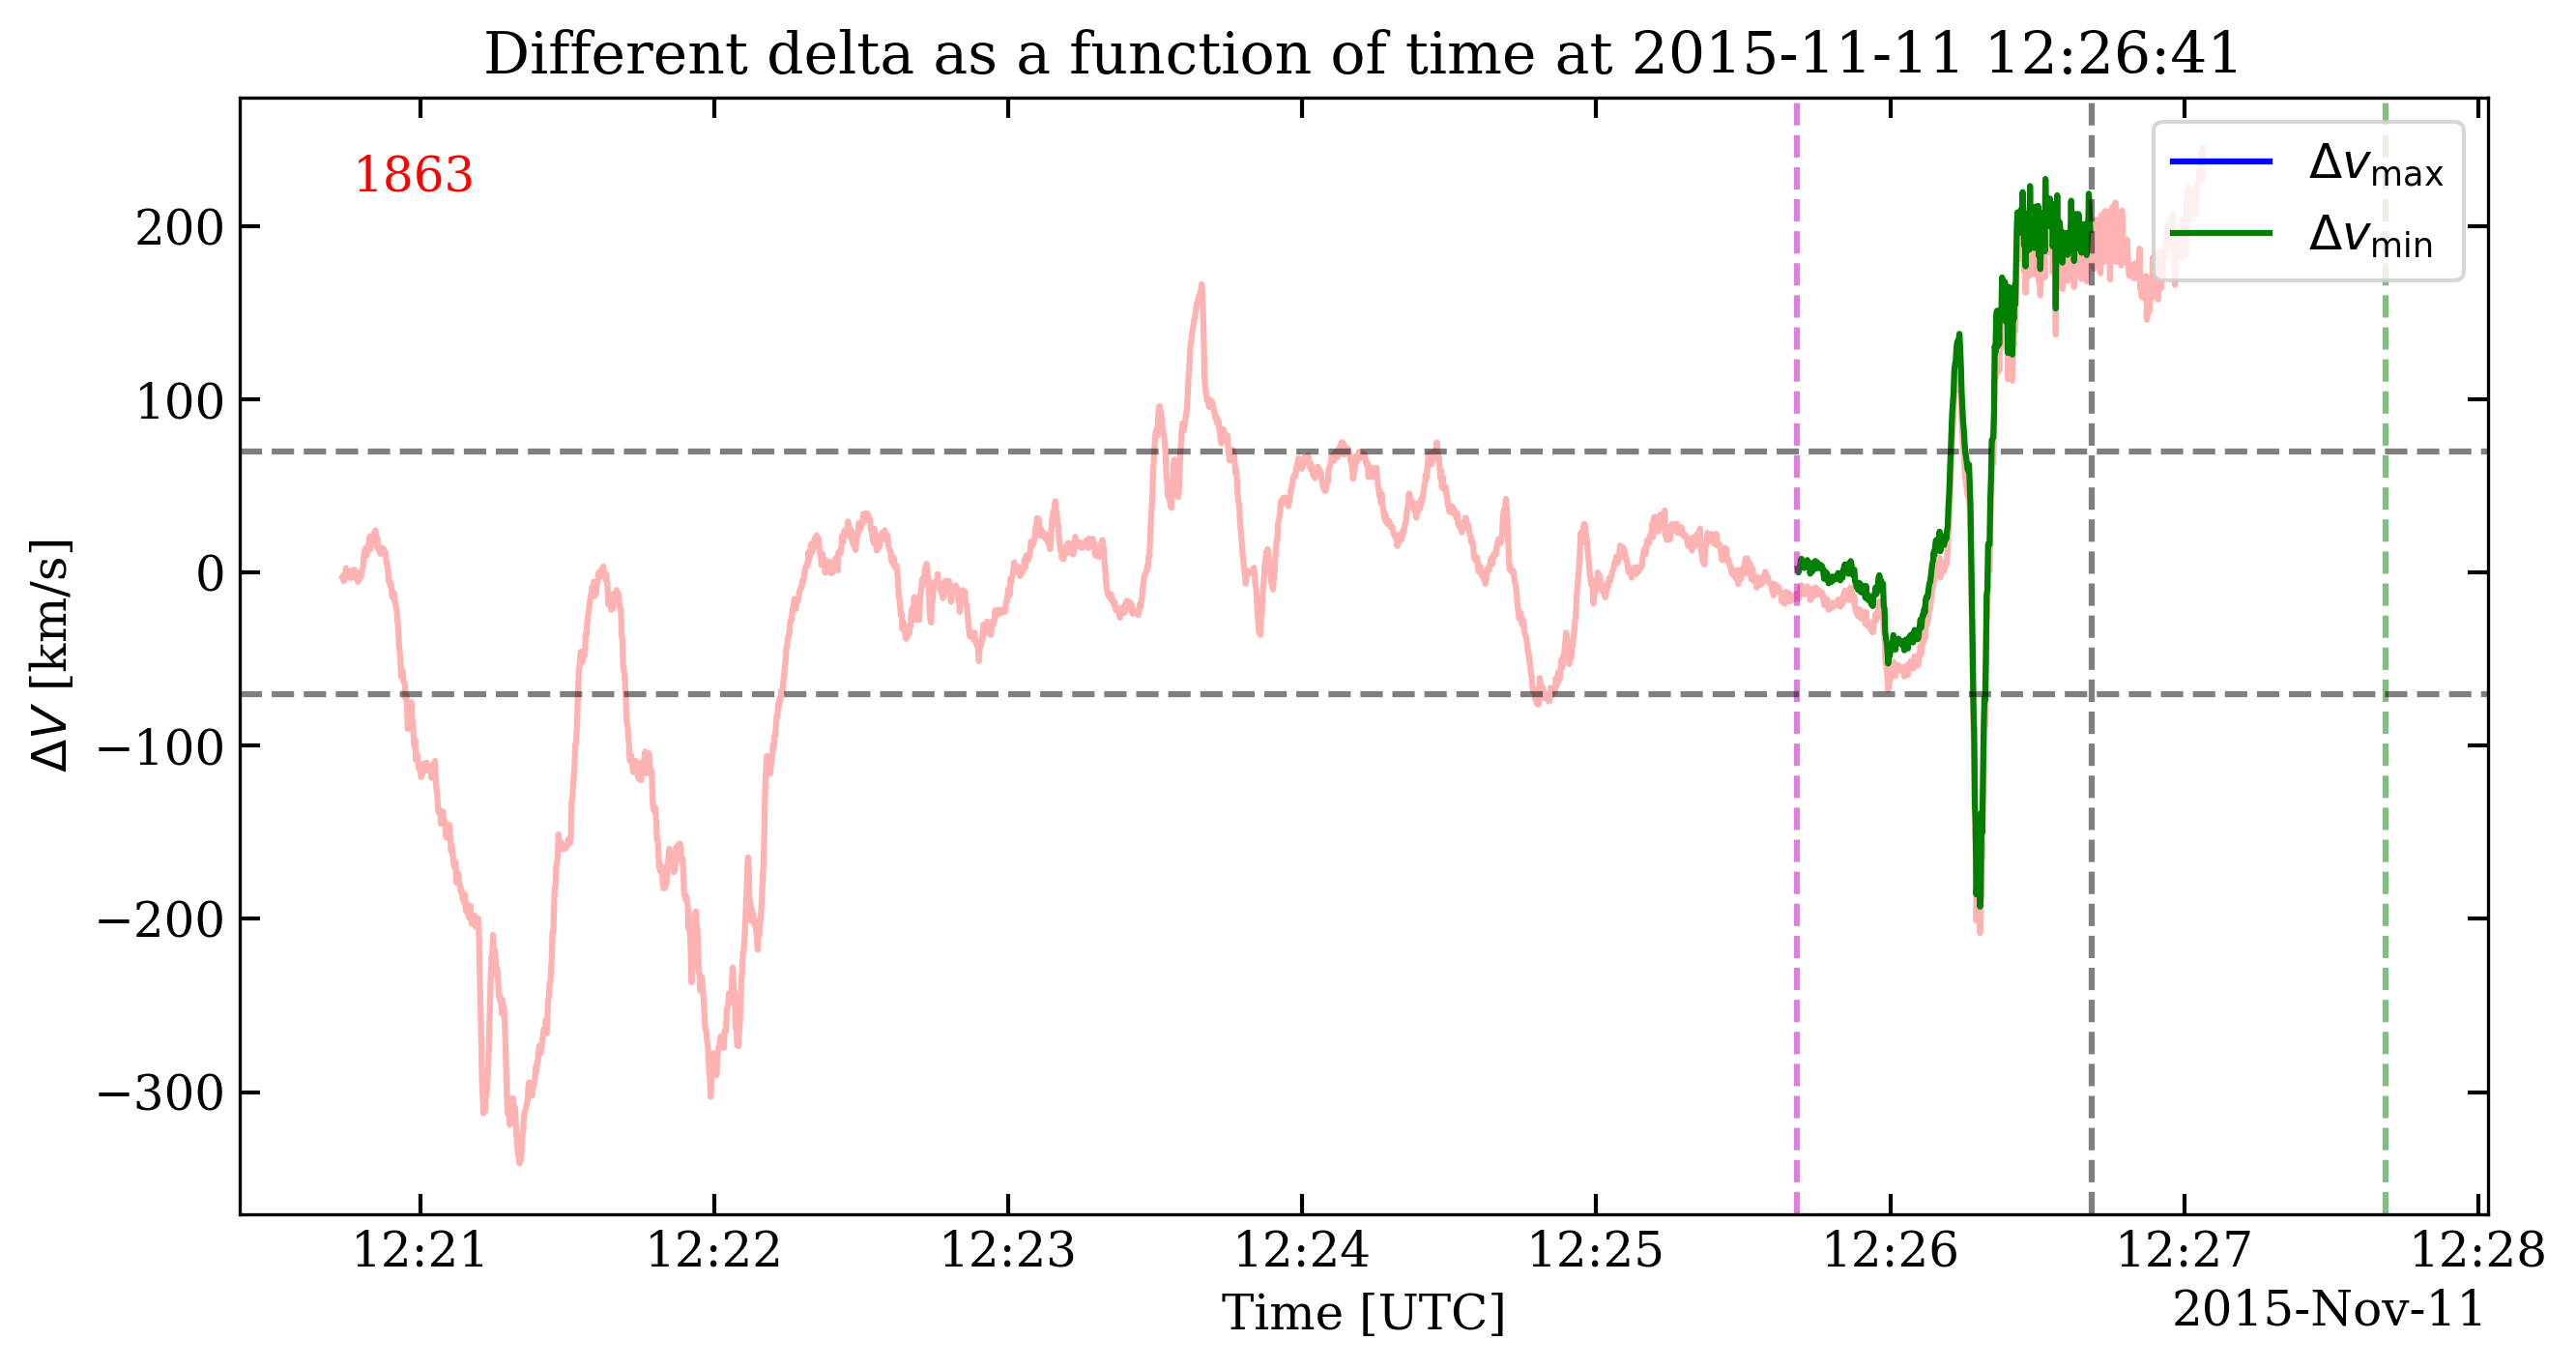 Different delta as a function of time at 2015-11-11 12:26:41
1863
Δv_max
Δv_min
ΔV [km/s]
200
100
0
−100
−200
−300
12:21 12:22 12:23 12:24 12:25 12:26 12:27 12:28
Time [UTC]
2015-Nov-11